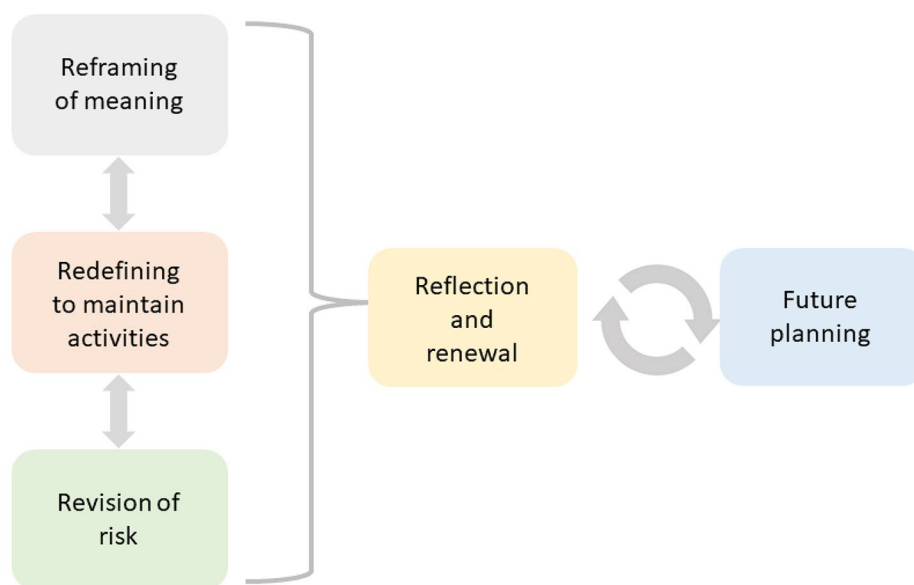 Reframing
of meaning
Redefining
to maintain
activities
Revision of
risk
Reflection
and
renewal
Future
planning